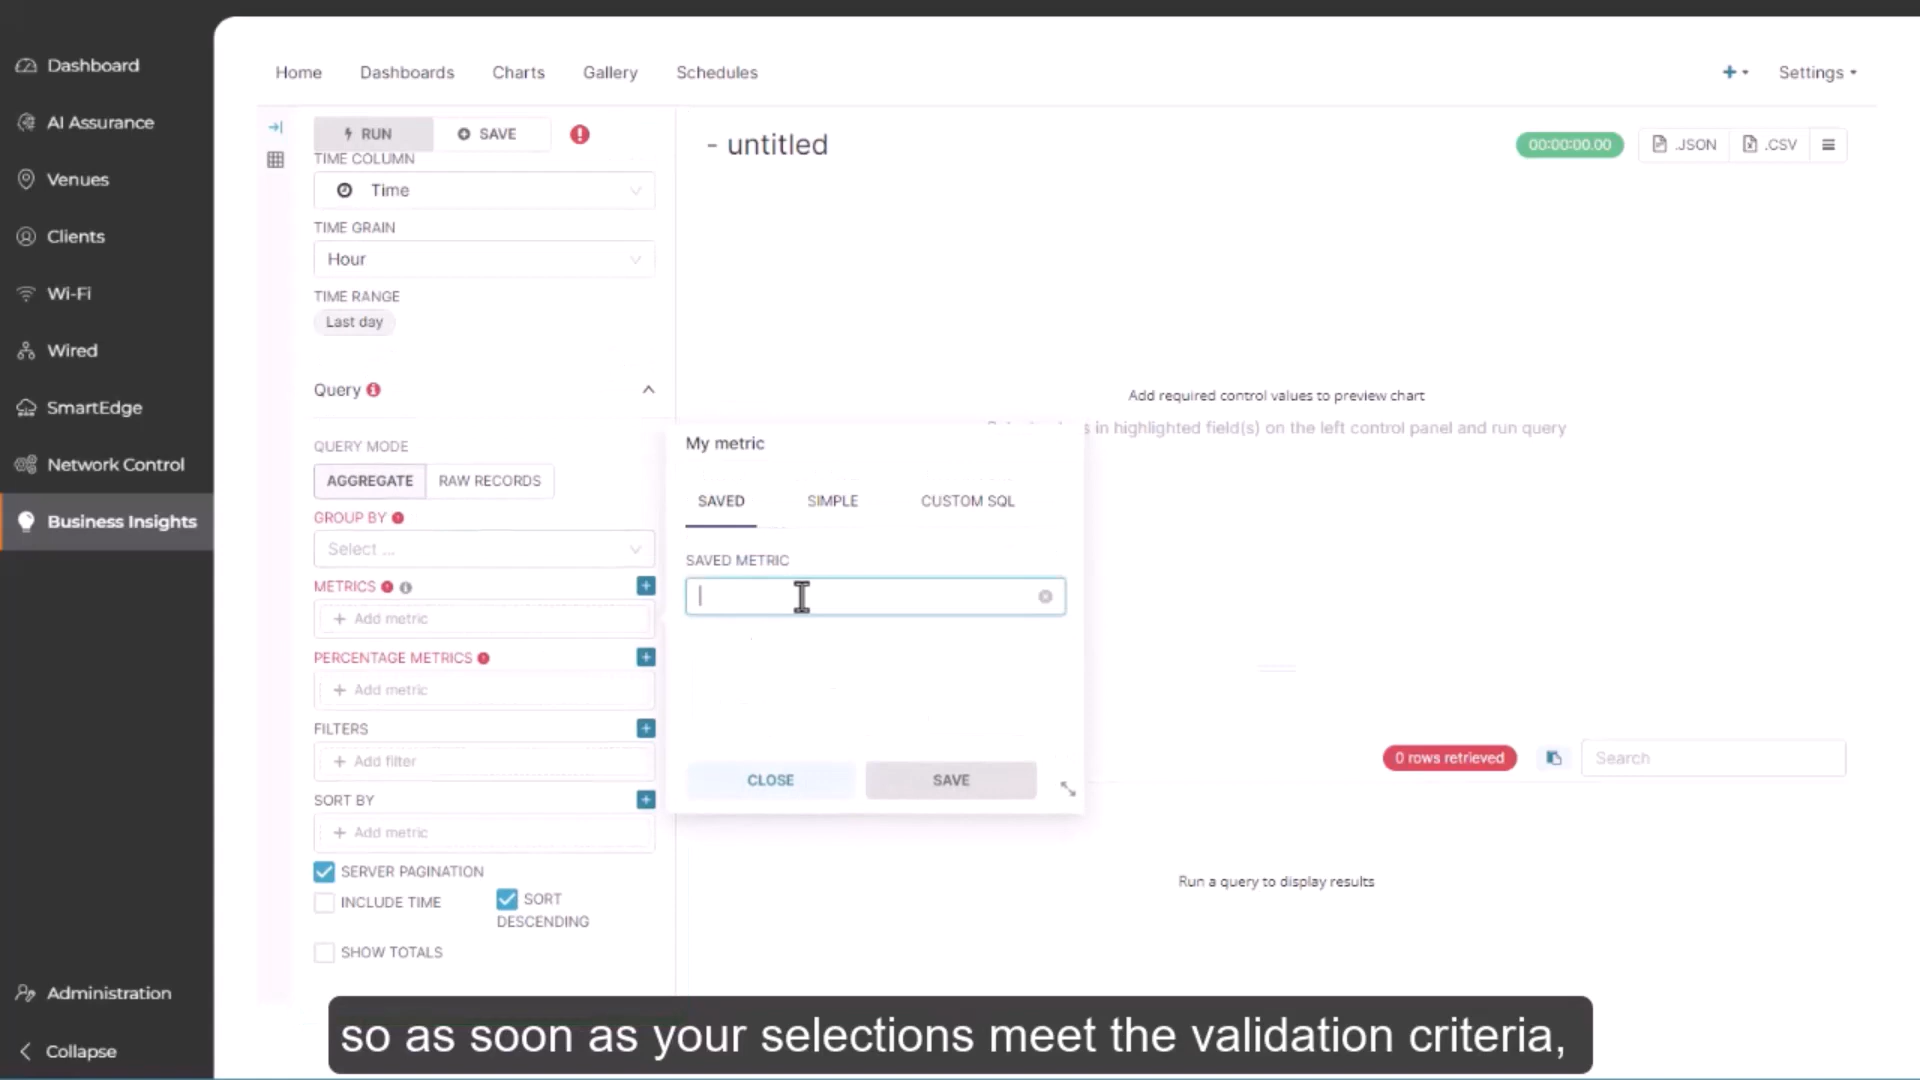 Dashboard
AI Assurance
Venues
Clients
Wi-Fi
Wired
SmartEdge
Network Control
Business Insights
Administration
Collapse
Home Dashboards Charts Gallery Schedules
Settings
RUN SAVE
TIME COLUMN
Time
TIME GRAIN
Hour
TIME RANGE
Last day
Query
QUERY MODE
AGGREGATE RAW RECORDS
GROUP BY
Select ...
METRICS
+ Add metric
PERCENTAGE METRICS
+ Add metric
FILTERS
+ Add filter
SORT BY
+ Add metric
SERVER PAGINATION
INCLUDE TIME
SORT
DESCENDING
SHOW TOTALS
- untitled
00:00:00.00 .JSON .CSV
Add required control values to preview chart
in highlighted field(s) on the left control panel and run query
My metric
SAVED SIMPLE CUSTOM SQL
SAVED METRIC
CLOSE SAVE
0 rows retrieved
Search
Run a query to display results
so as soon as your selections meet the validation criteria,